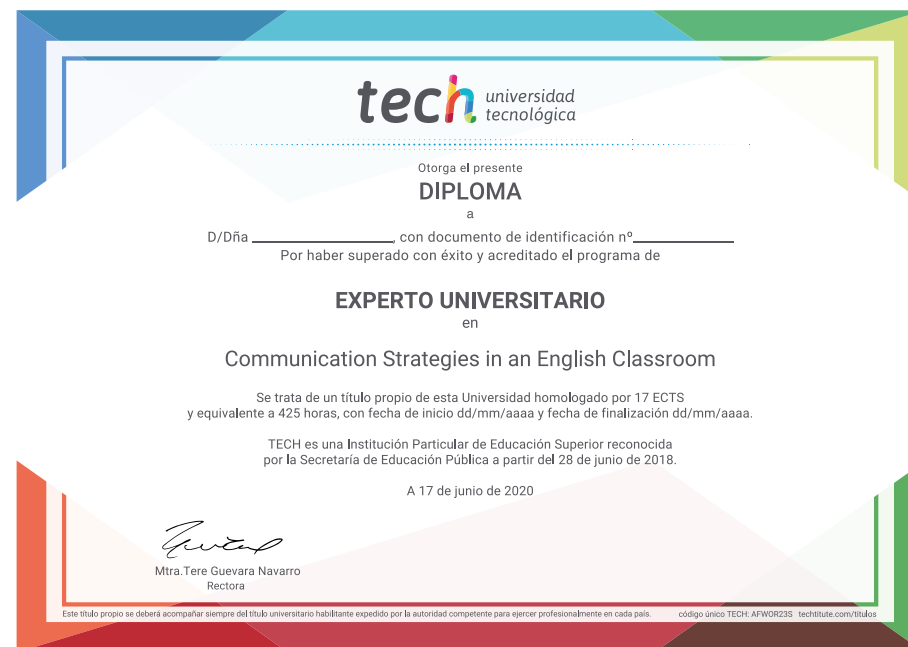 tech universidad
tecnológica
Otorga el presente
DIPLOMA
a
D/Dña ____________________, con documento de identificación nº______________
Por haber superado con éxito y acreditado el programa de
EXPERTO UNIVERSITARIO
en
Communication Strategies in an English Classroom
Se trata de un título propio de esta Universidad homologado por 17 ECTS
y equivalente a 425 horas, con fecha de inicio dd/mm/aaaa y fecha de finalización dd/mm/aaaa.
TECH es una Institución Particular de Educación Superior reconocida
por la Secretaría de Educación Pública a partir del 28 de junio de 2018.
A 17 de junio de 2020
Mtra.Tere Guevara Navarro
Rectora
Este título propio se deberá acompañar siempre del título universitario habilitante expedido por la autoridad competente para ejercer profesionalmente en cada país. código único TECH: AFWOR23S techtitute.com/titulos